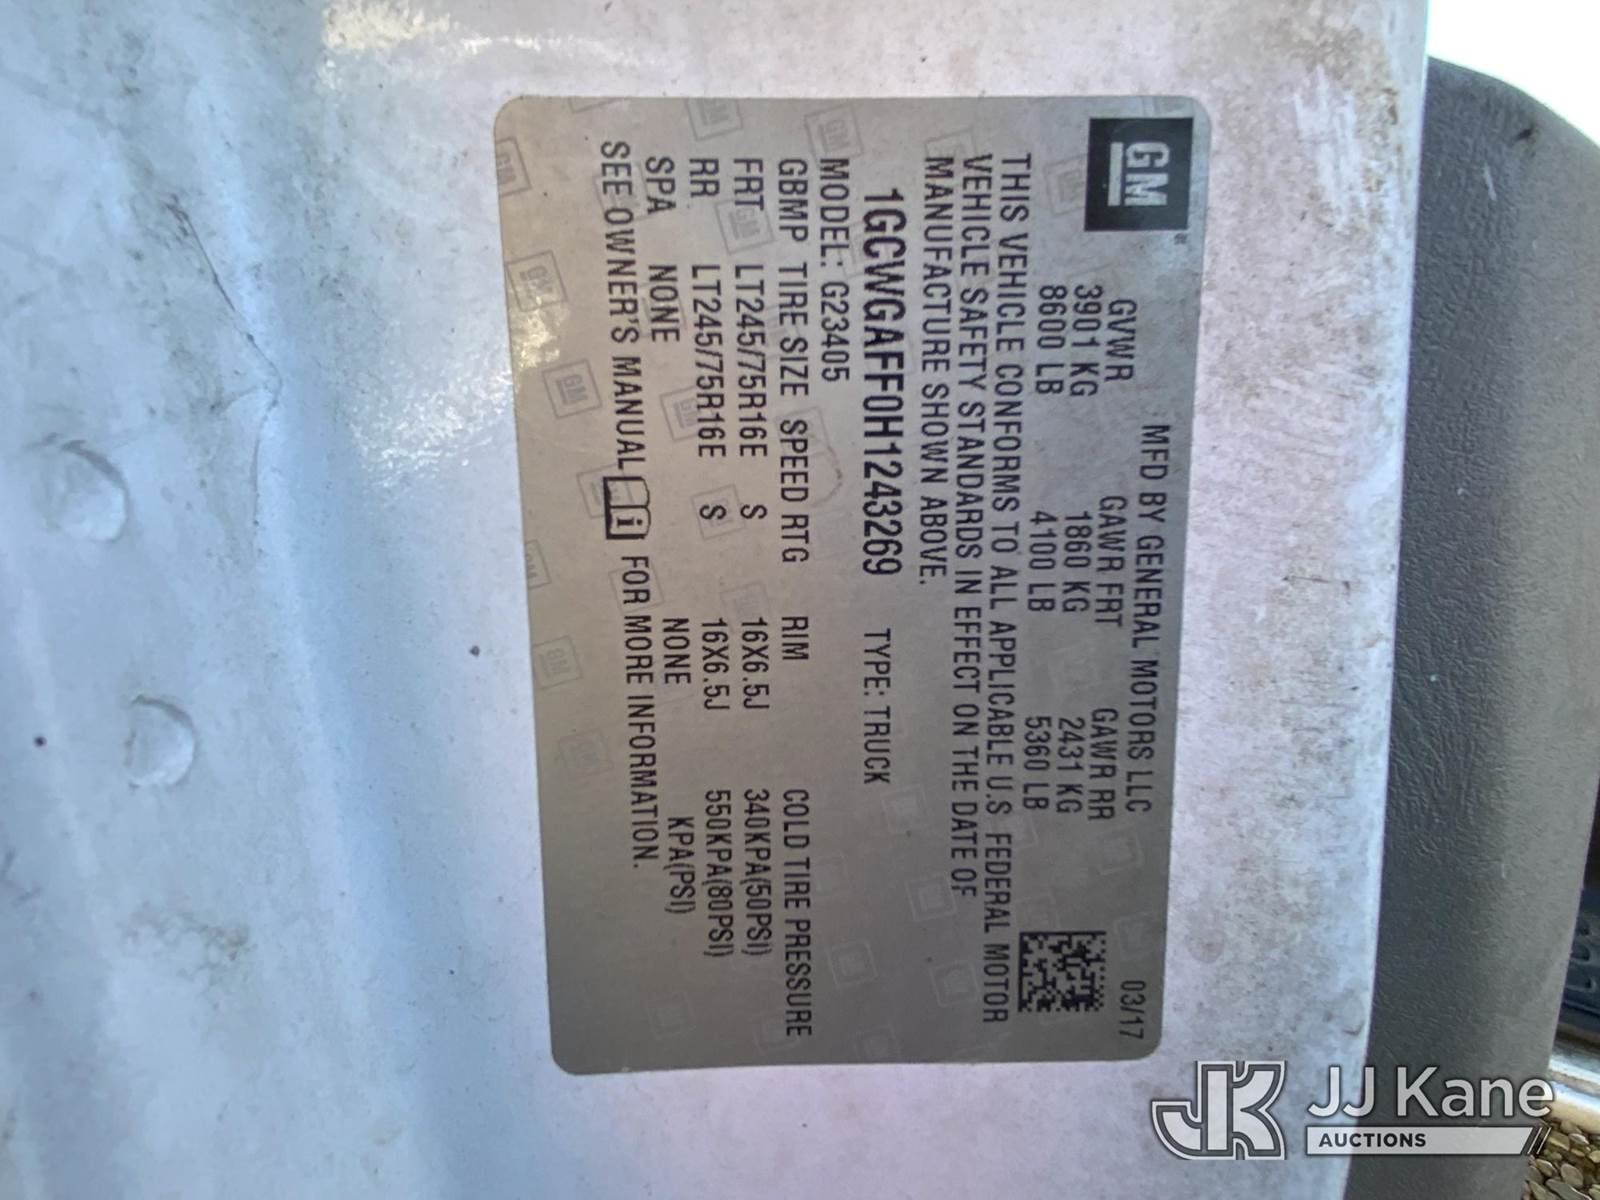 GM
MFD BY GENERAL MOTORS LLC 03/17
GVWR GAWR FRT GAWR RR
3901 KG 1860 KG 2431 KG
8600 LB 4100 LB 5360 LB
THIS VEHICLE CONFORMS TO ALL APPLICABLE U.S FEDERAL MOTOR
VEHICLE SAFETY STANDARDS IN EFFECT ON THE DATE OF
MANUFACTURE SHOWN ABOVE.
1GCWGAFF0H1243269 TYPE: TRUCK
MODEL: G23405
GBMP TIRE SIZE SPEED RTG RIM COLD TIRE PRESSURE
FRT LT245/75R16E S 16X6.5J 340KPA(50PSI)
RR LT245/75R16E S 16X6.5J 550KPA(80PSI)
SPA NONE NONE KPA(PSI)
SEE OWNER'S MANUAL i FOR MORE INFORMATION.
JK JJ Kane
AUCTIONS